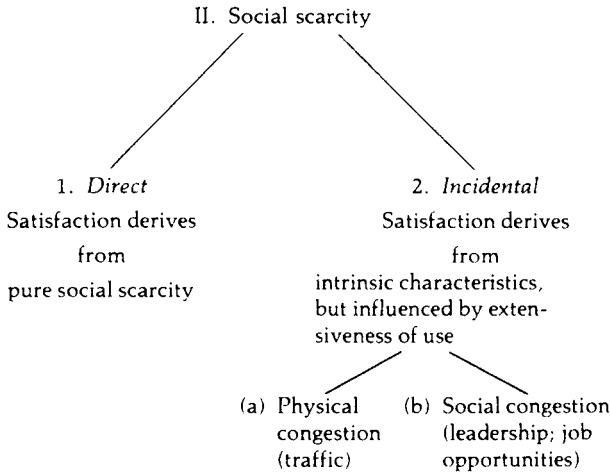 II. Social scarcity
1. Direct
Satisfaction derives
from
pure social scarcity
2. Incidental
Satisfaction derives
from
intrinsic characteristics,
but influenced by exten-
siveness of use
(a) Physical
congestion
(traffic)
(b) Social congestion
(leadership; job
opportunities)